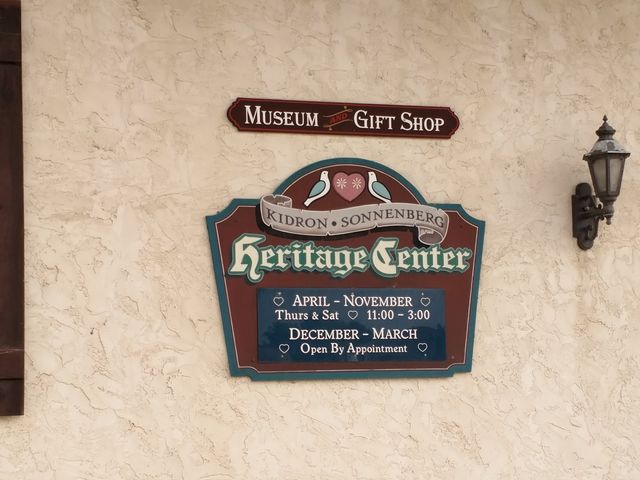 MUSEUM AND GIFT SHOP
KIDRON • SONNENBERG
Heritage Center
APRIL - NOVEMBER
Thurs & Sat ♡ 11:00 - 3:00
DECEMBER - MARCH
Open By Appointment